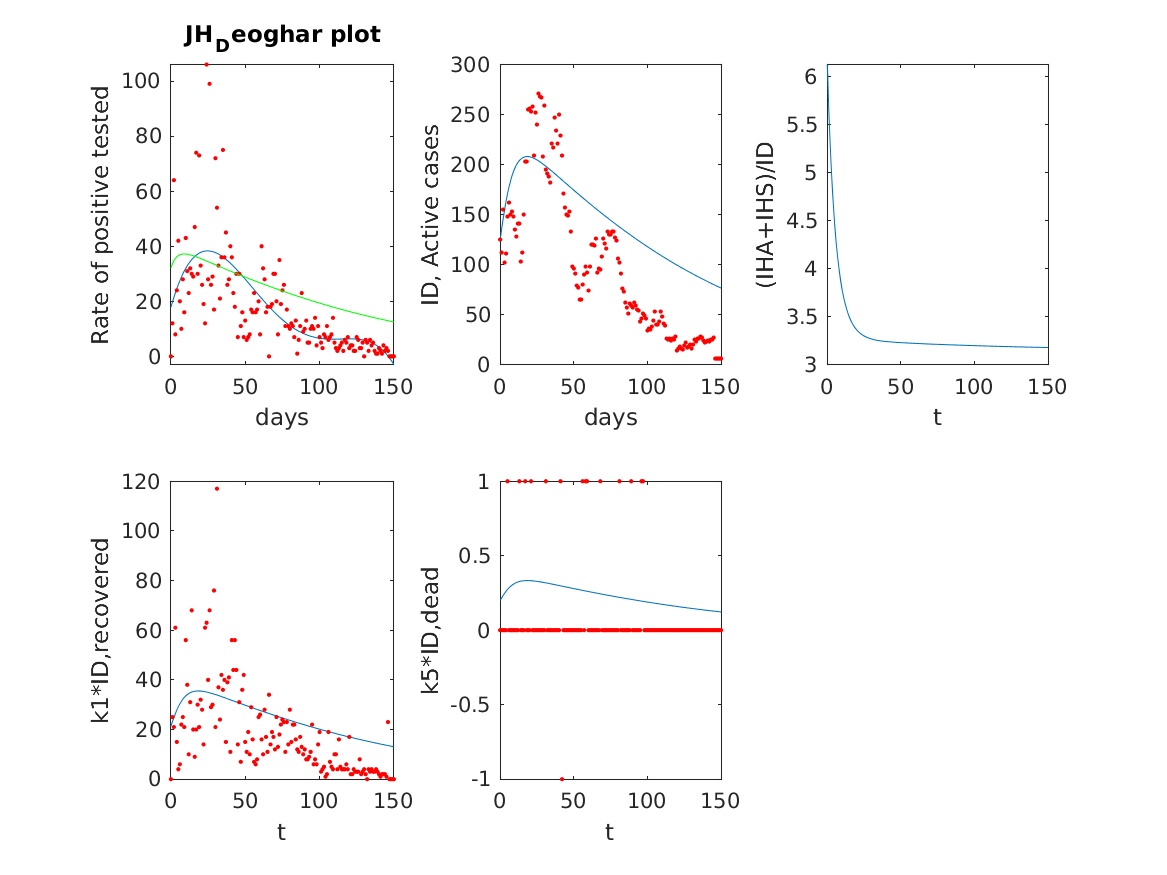 JH_Deoghar plot
Rate of positive tested
100
80
60
40
20
0
0 50 100 150
days
ID, Active cases
300
250
200
150
100
50
0
0 50 100 150
days
(IHA+IHS)/ID
6
5.5
5
4.5
4
3.5
3
0 50 100 150
t
k1*ID,recovered
120
100
80
60
40
20
0
0 50 100 150
t
k5*ID,dead
1
0.5
0
-0.5
-1
0 50 100 150
t